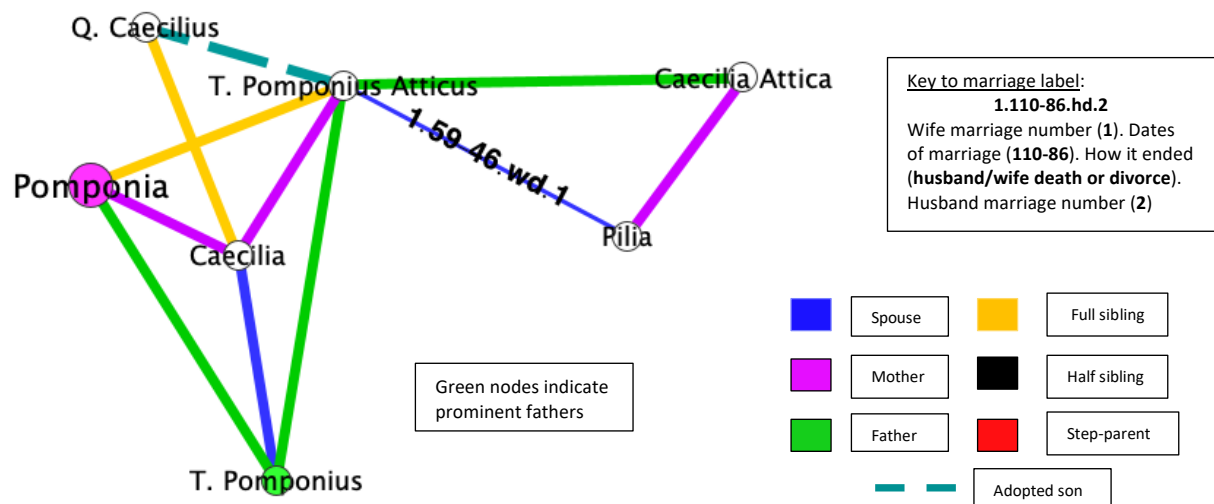 Q. Caecilius
T. Pomponius Atticus
Caecilia Attica
1.59 46.wd.1
Pomponia
Caecilia
Pilia
T. Pomponius
Green nodes indicate
prominent fathers
Key to marriage label:
1.110-86.hd.2
Wife marriage number (1). Dates
of marriage (110-86). How it ended
(husband/wife death or divorce).
Husband marriage number (2)
Spouse
Full sibling
Mother
Half sibling
Father
Step-parent
Adopted son